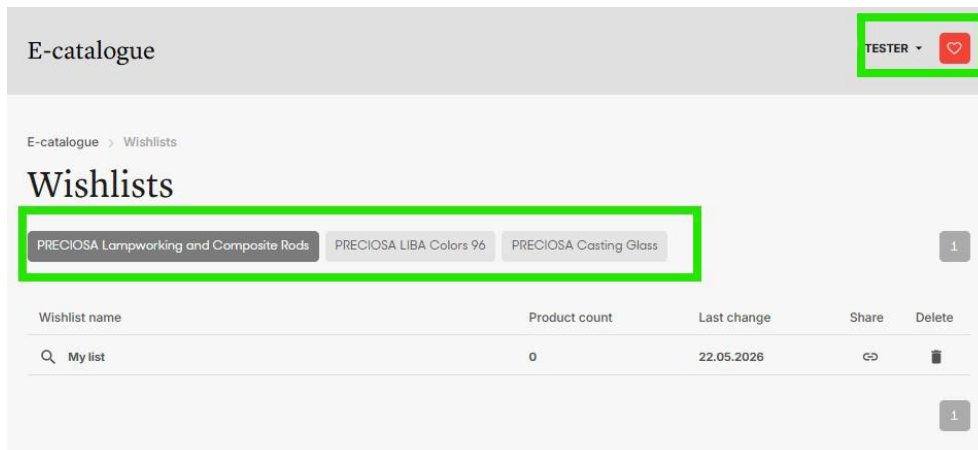 E-catalogue
TESTER
E-catalogue > Wishlists
Wishlists
PRECIOSA Lampworking and Composite Rods PRECIOSA LIBA Colors 96 PRECIOSA Casting Glass 1
Wishlist name Product count Last change Share Delete
My list 0 22.05.2026
1